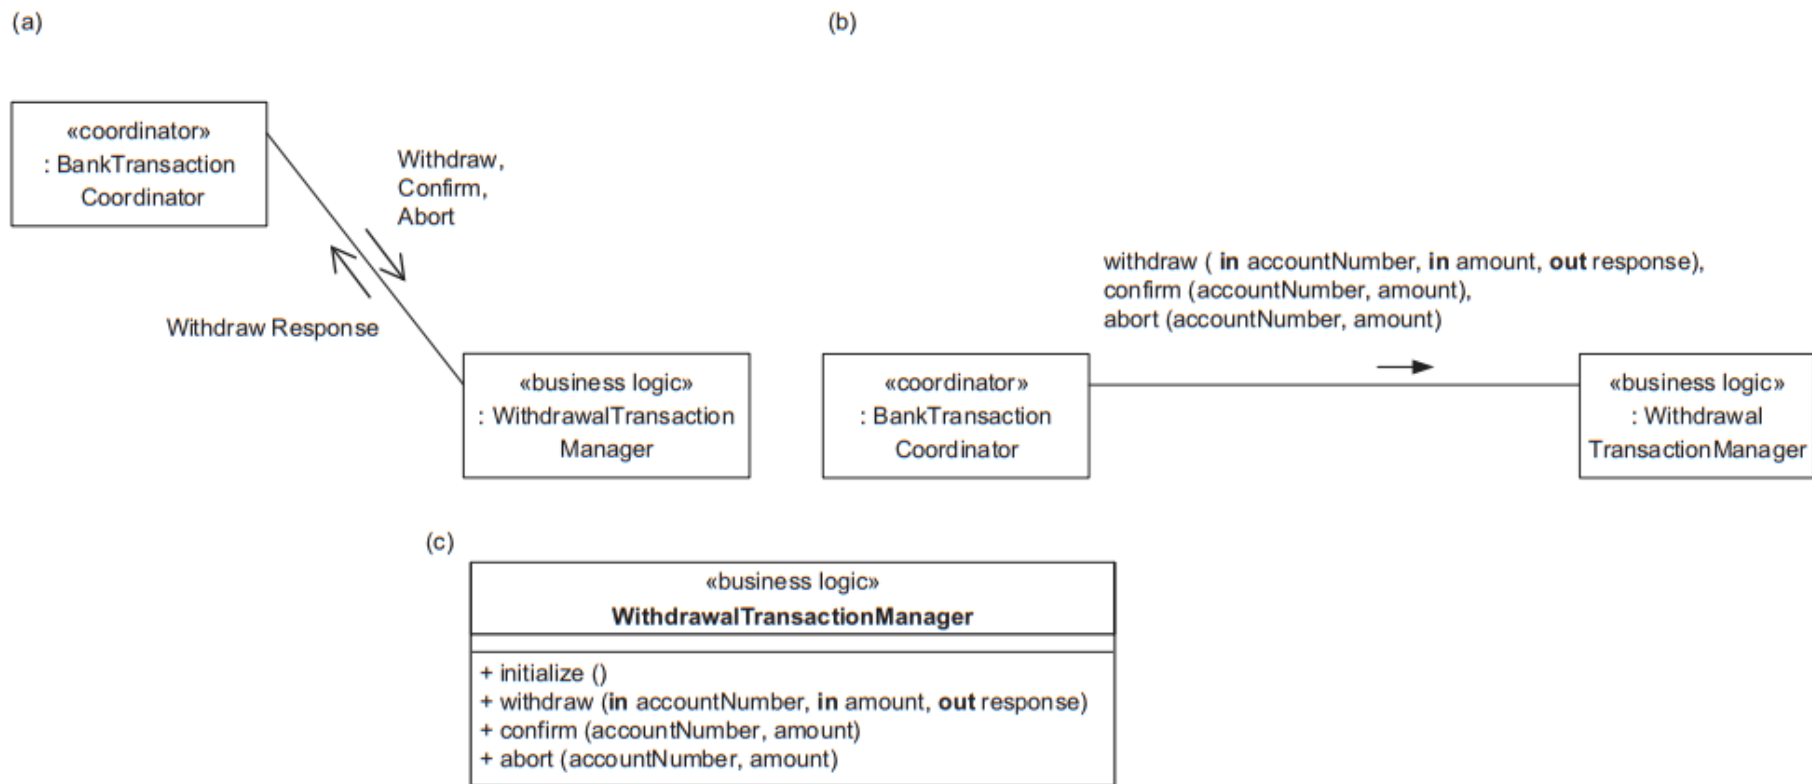 (a)
«coordinator»
: BankTransaction
Coordinator
Withdraw,
Confirm,
Abort
Withdraw Response
«business logic»
: WithdrawalTransaction
Manager
(b)
withdraw ( in accountNumber, in amount, out response),
confirm (accountNumber, amount),
abort (accountNumber, amount)
«coordinator»
: BankTransaction
Coordinator
«business logic»
: Withdrawal
TransactionManager
(c)
«business logic»
WithdrawalTransactionManager
+ initialize ()
+ withdraw (in accountNumber, in amount, out response)
+ confirm (accountNumber, amount)
+ abort (accountNumber, amount)